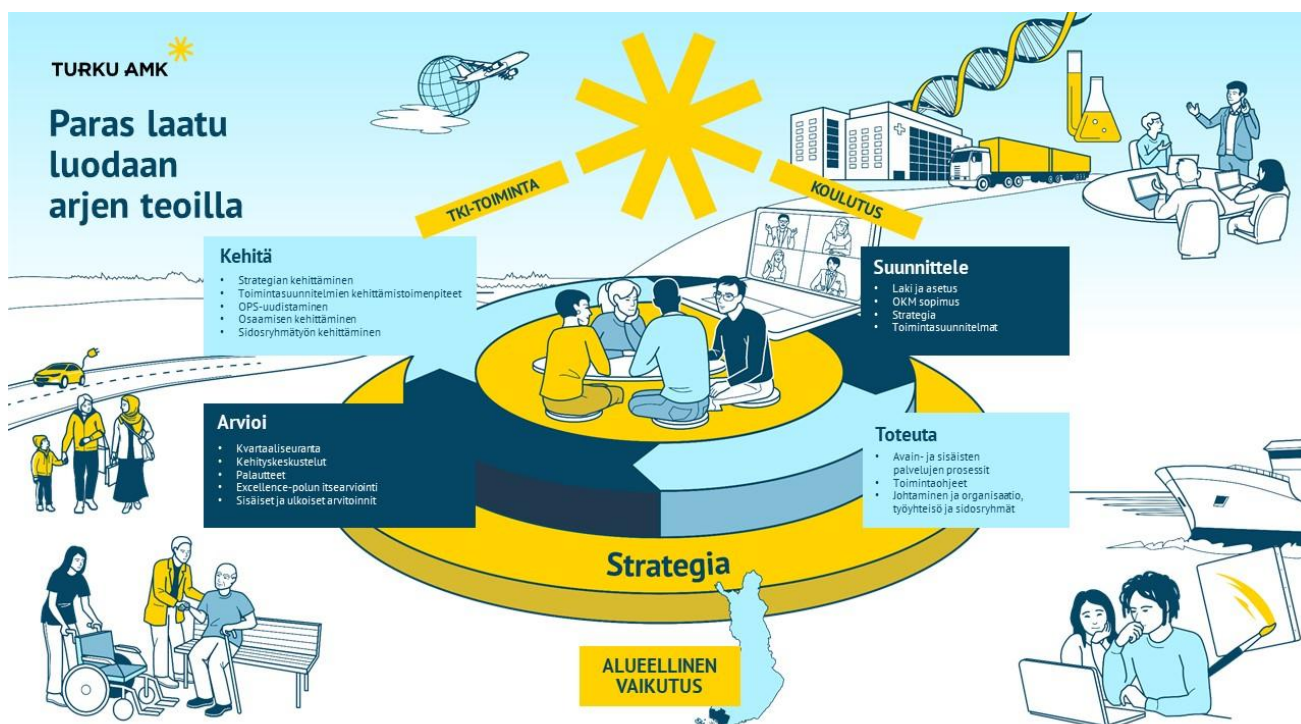 TURKU AMK
Paras laatu
luodaan
arjen teoilla
TKI-TOIMINTA
KOULUTUS
Kehitä
• Strategian kehittäminen
• Toimintasuunnitelmien kehittämistoimenpiteet
• OPS-uudistaminen
• Osaamisen kehittäminen
• Sidosryhmätyön kehittäminen
Suunnittele
• Laki ja asetus
• OKM sopimus
• Strategia
• Toimintasuunnitelmat
Arvioi
• Kvartaaliseuranta
• Kehityskeskustelut
• Palautteet
• Excellence-polun itsearviointi
• Sisäiset ja ulkoiset arvitoinnit
Toteuta
• Avain- ja sisäisten
palvelujen prosessit
• Toimintaohjeet
• Johtaminen ja organisaatio,
työyhteisö ja sidosryhmät
Strategia
ALUEELLINEN
VAIKUTUS